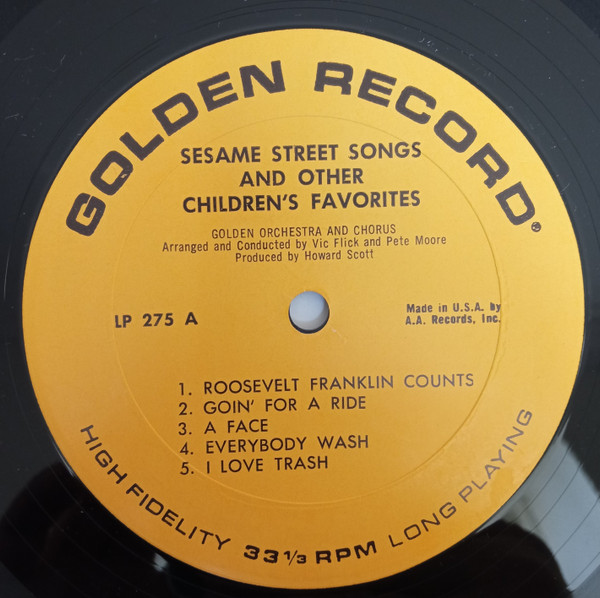 GOLDEN RECORD®
SESAME STREET SONGS
AND OTHER
CHILDREN'S FAVORITES
GOLDEN ORCHESTRA AND CHORUS
Arranged and Conducted by Vic Flick and Pete Moore
Produced by Howard Scott
LP 275 A
Made in U.S.A. by
A.A. Records, Inc.
1. ROOSEVELT FRANKLIN COUNTS
2. GOIN' FOR A RIDE
3. A FACE
4. EVERYBODY WASH
5. I LOVE TRASH
HIGH FIDELITY 33 1/3 RPM LONG PLAYING